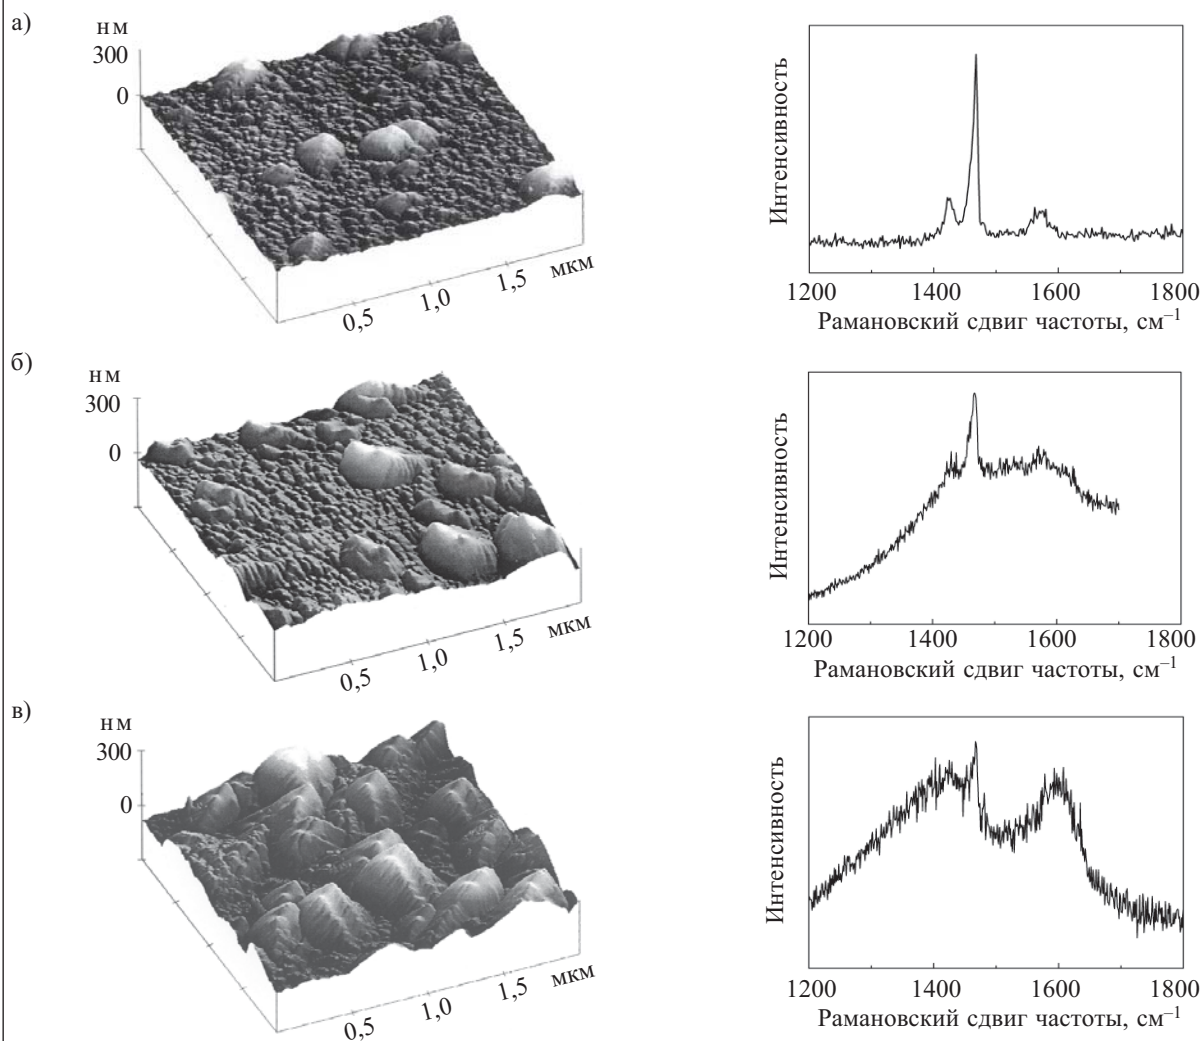 а)
нм
300
0
0,5
1,0
1,5
мкм
Интенсивность
1200
1400
1600
1800
Рамановский сдвиг частоты, см–1
б)
нм
300
0
0,5
1,0
1,5
мкм
Интенсивность
1200
1400
1600
1800
Рамановский сдвиг частоты, см–1
в)
нм
300
0
0,5
1,0
1,5
мкм
Интенсивность
1200
1400
1600
1800
Рамановский сдвиг частоты, см–1